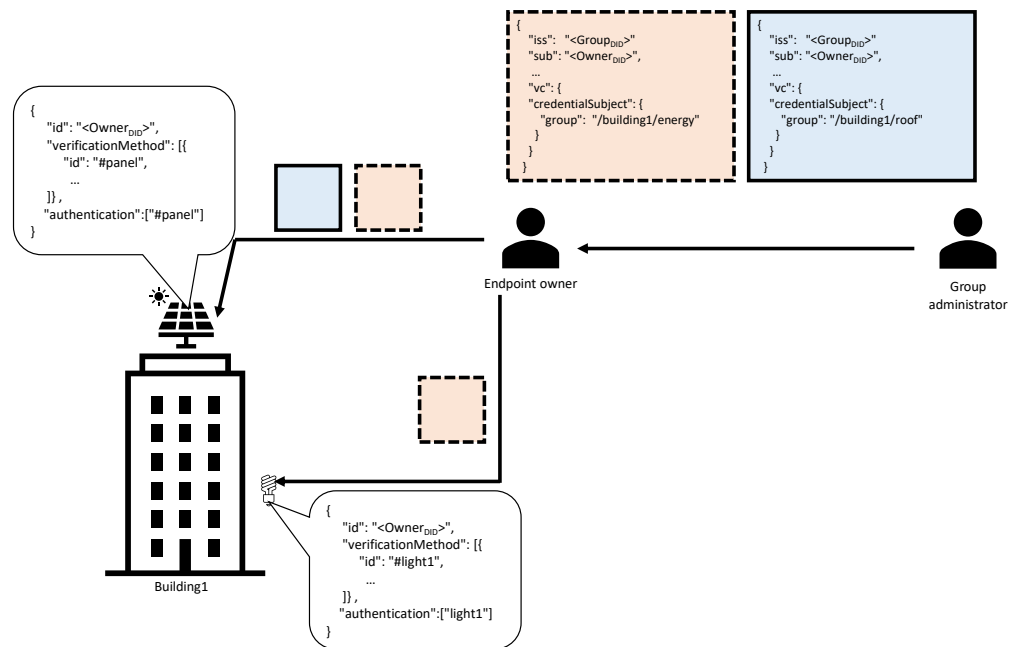 {
"iss": "<GroupDID>"
"sub": "<OwnerDID>",
...
"vc": {
"credentialSubject": {
"group": "/building1/energy"
}
}
}
{
"iss": "<GroupDID>"
"sub": "<OwnerDID>",
...
"vc": {
"credentialSubject": {
"group": "/building1/roof"
}
}
}
{
"id": "<OwnerDID>",
"verificationMethod": [{
"id": "#panel",
...
]} ,
"authentication":["#panel"]
}
Endpoint owner
Group
administrator
Building1
{
"id": "<OwnerDID>",
"verificationMethod": [{
"id": "#light1",
...
]} ,
"authentication":["light1"]
}